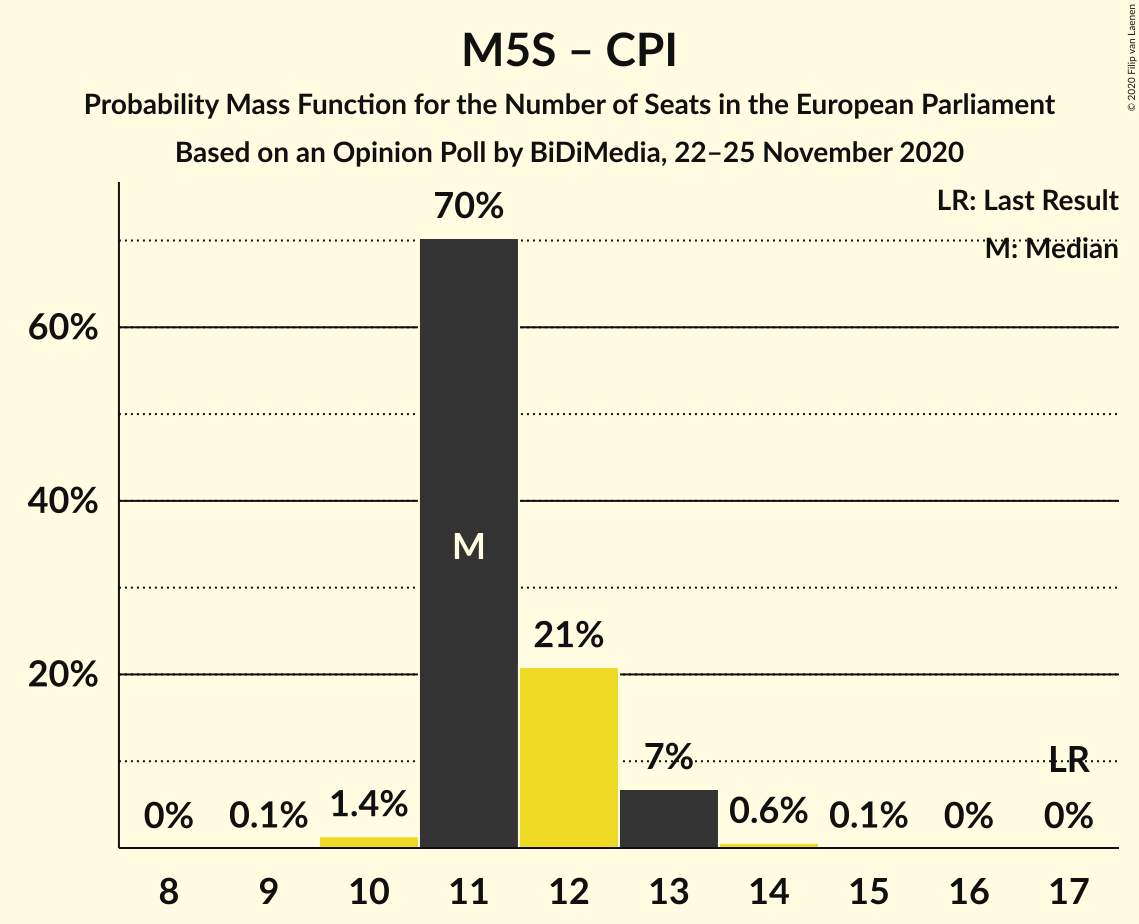 M5S – CPI
Probability Mass Function for the Number of Seats in the European Parliament
Based on an Opinion Poll by BiDiMedia, 22–25 November 2020
© 2020 Filip van Laenen
LR: Last Result
M: Median
70%
60%
40%
M
21%
20%
7%
LR
0% 0.1% 1.4% 0.6% 0.1% 0% 0%
8 9 10 11 12 13 14 15 16 17